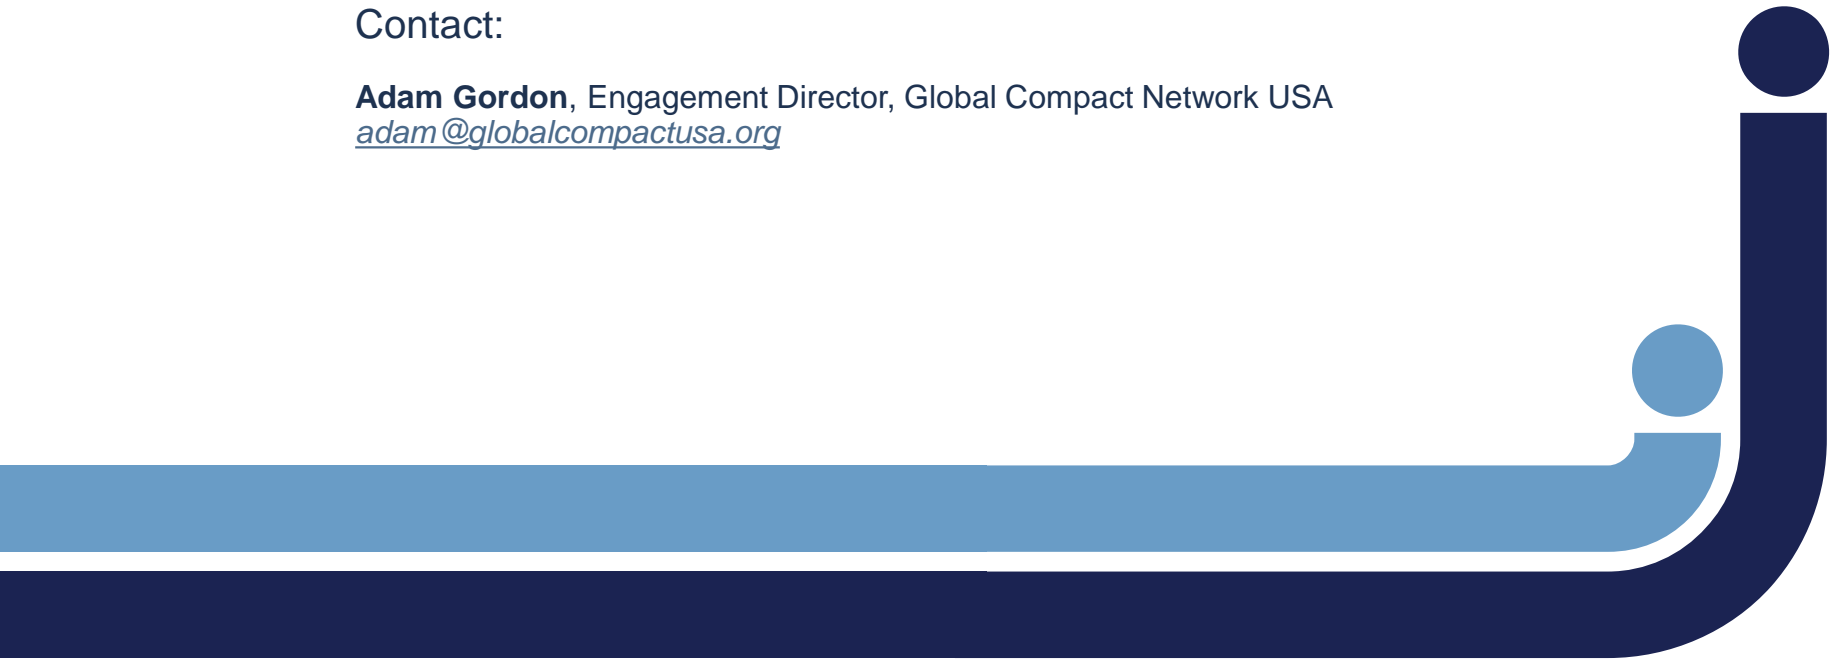 Contact:
Adam Gordon, Engagement Director, Global Compact Network USA
adam@globalcompactusa.org